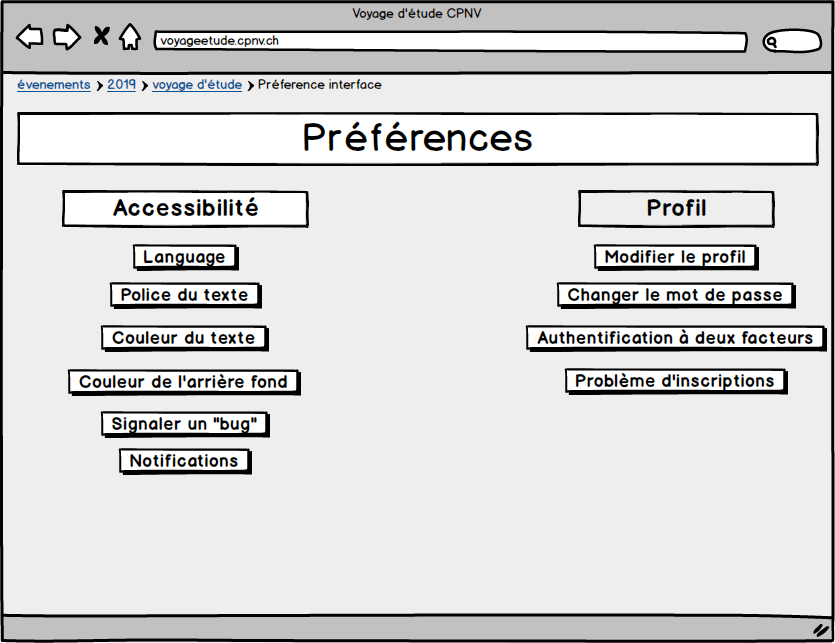 Voyage d'étude CPNV
voyageetude.cpnv.ch
évenements > 2019 > voyage d'étude > Préference interface
Préférences
Accessibilité
Language
Police du texte
Couleur du texte
Couleur de l'arrière fond
Signaler un "bug"
Notifications
Profil
Modifier le profil
Changer le mot de passe
Authentification à deux facteurs
Problème d'inscriptions